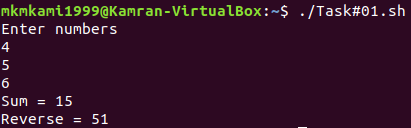 mkmkami1999@Kamran-VirtualBox:~$ ./Task#01.sh
Enter numbers
4
5
6
Sum = 15
Reverse = 51